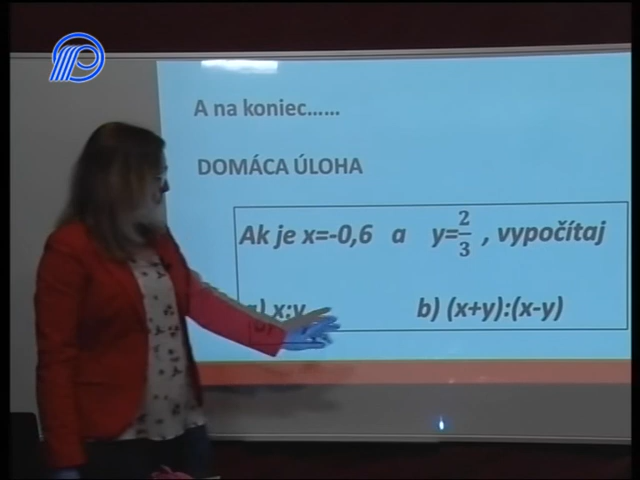 A na koniec......
DOMÁCA ÚLOHA
Ak je x=-0,6 a y=2/3 , vypočítaj
a) x:y b) (x+y):(x-y)